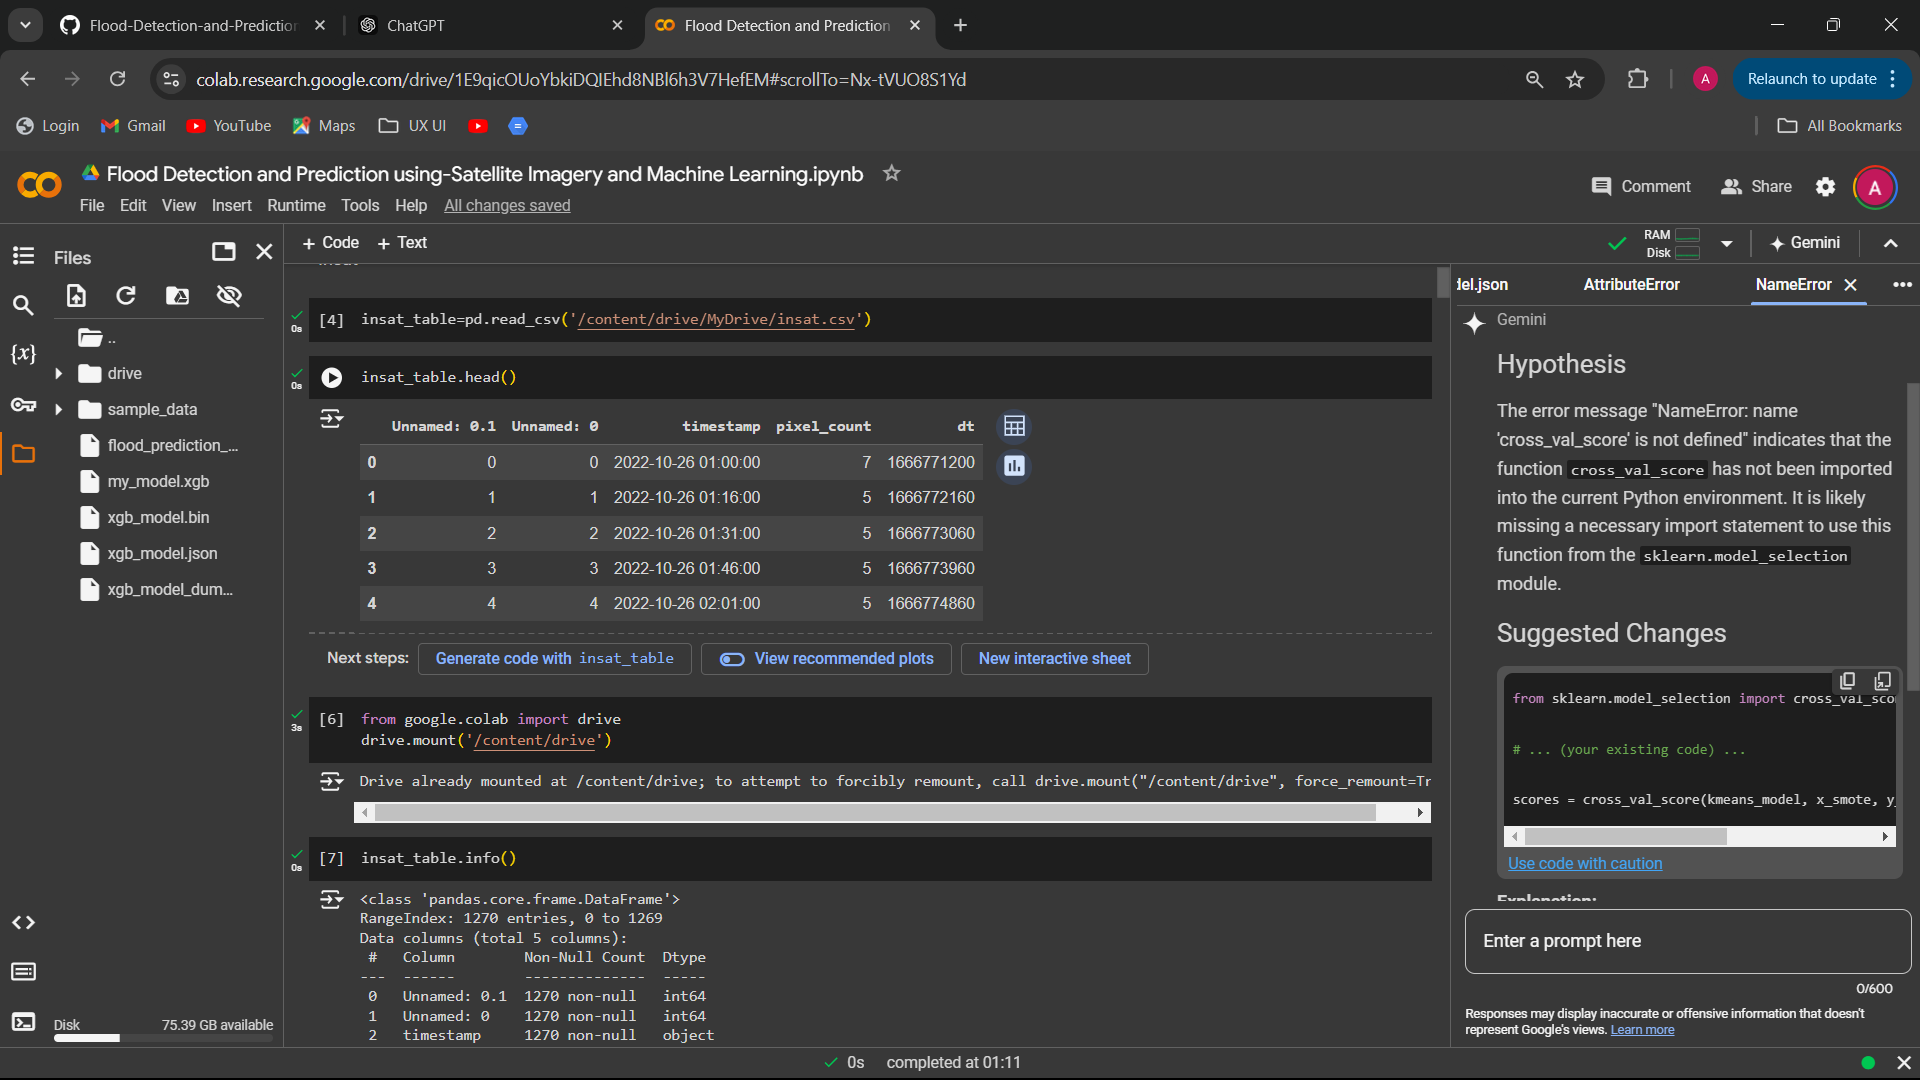 Flood-Detection-and-Prediction
ChatGPT
Flood Detection and Prediction
colab.research.google.com/drive/1E9qicOUoYbkiDQIEhd8NBl6h3V7HefEM#scrollTo=Nx-tVUO8S1Yd
A
Relaunch to update
Login
Gmail
YouTube
Maps
UX UI
All Bookmarks
Flood Detection and Prediction using-Satellite Imagery and Machine Learning.ipynb
Comment
Share
A
File Edit View Insert Runtime Tools Help All changes saved
Files
+ Code + Text
RAM
Disk
Gemini
..
drive
sample_data
flood_prediction_...
my_model.xgb
xgb_model.bin
xgb_model.json
xgb_model_dum...
Disk 75.39 GB available
0s
[4] insat_table=pd.read_csv('/content/drive/MyDrive/insat.csv')
0s
insat_table.head()
Unnamed: 0.1 Unnamed: 0 timestamp pixel_count dt
0 0 0 2022-10-26 01:00:00 7 1666771200
1 1 1 2022-10-26 01:16:00 5 1666772160
2 2 2 2022-10-26 01:31:00 5 1666773060
3 3 3 2022-10-26 01:46:00 5 1666773960
4 4 4 2022-10-26 02:01:00 5 1666774860
Next steps: Generate code with insat_table View recommended plots New interactive sheet
3s
[6] from google.colab import drive
drive.mount('/content/drive')
Drive already mounted at /content/drive; to attempt to forcibly remount, call drive.mount("/content/drive", force_remount=Tr
0s
[7] insat_table.info()
<class 'pandas.core.frame.DataFrame'>
RangeIndex: 1270 entries, 0 to 1269
Data columns (total 5 columns):
# Column Non-Null Count Dtype
--- ------ -------------- -----
0 Unnamed: 0.1 1270 non-null int64
1 Unnamed: 0 1270 non-null int64
2 timestamp 1270 non-null object
del.json AttributeError NameError
Gemini
Hypothesis
The error message "NameError: name
'cross_val_score' is not defined" indicates that the
function cross_val_score has not been imported
into the current Python environment. It is likely
missing a necessary import statement to use this
function from the sklearn.model_selection
module.
Suggested Changes
from sklearn.model_selection import cross_val_sco
# ... (your existing code) ...
scores = cross_val_score(kmeans_model, x_smote, y_
Use code with caution
Explanation:
Enter a prompt here
0/600
Responses may display inaccurate or offensive information that doesn't
represent Google's views. Learn more
0s completed at 01:11